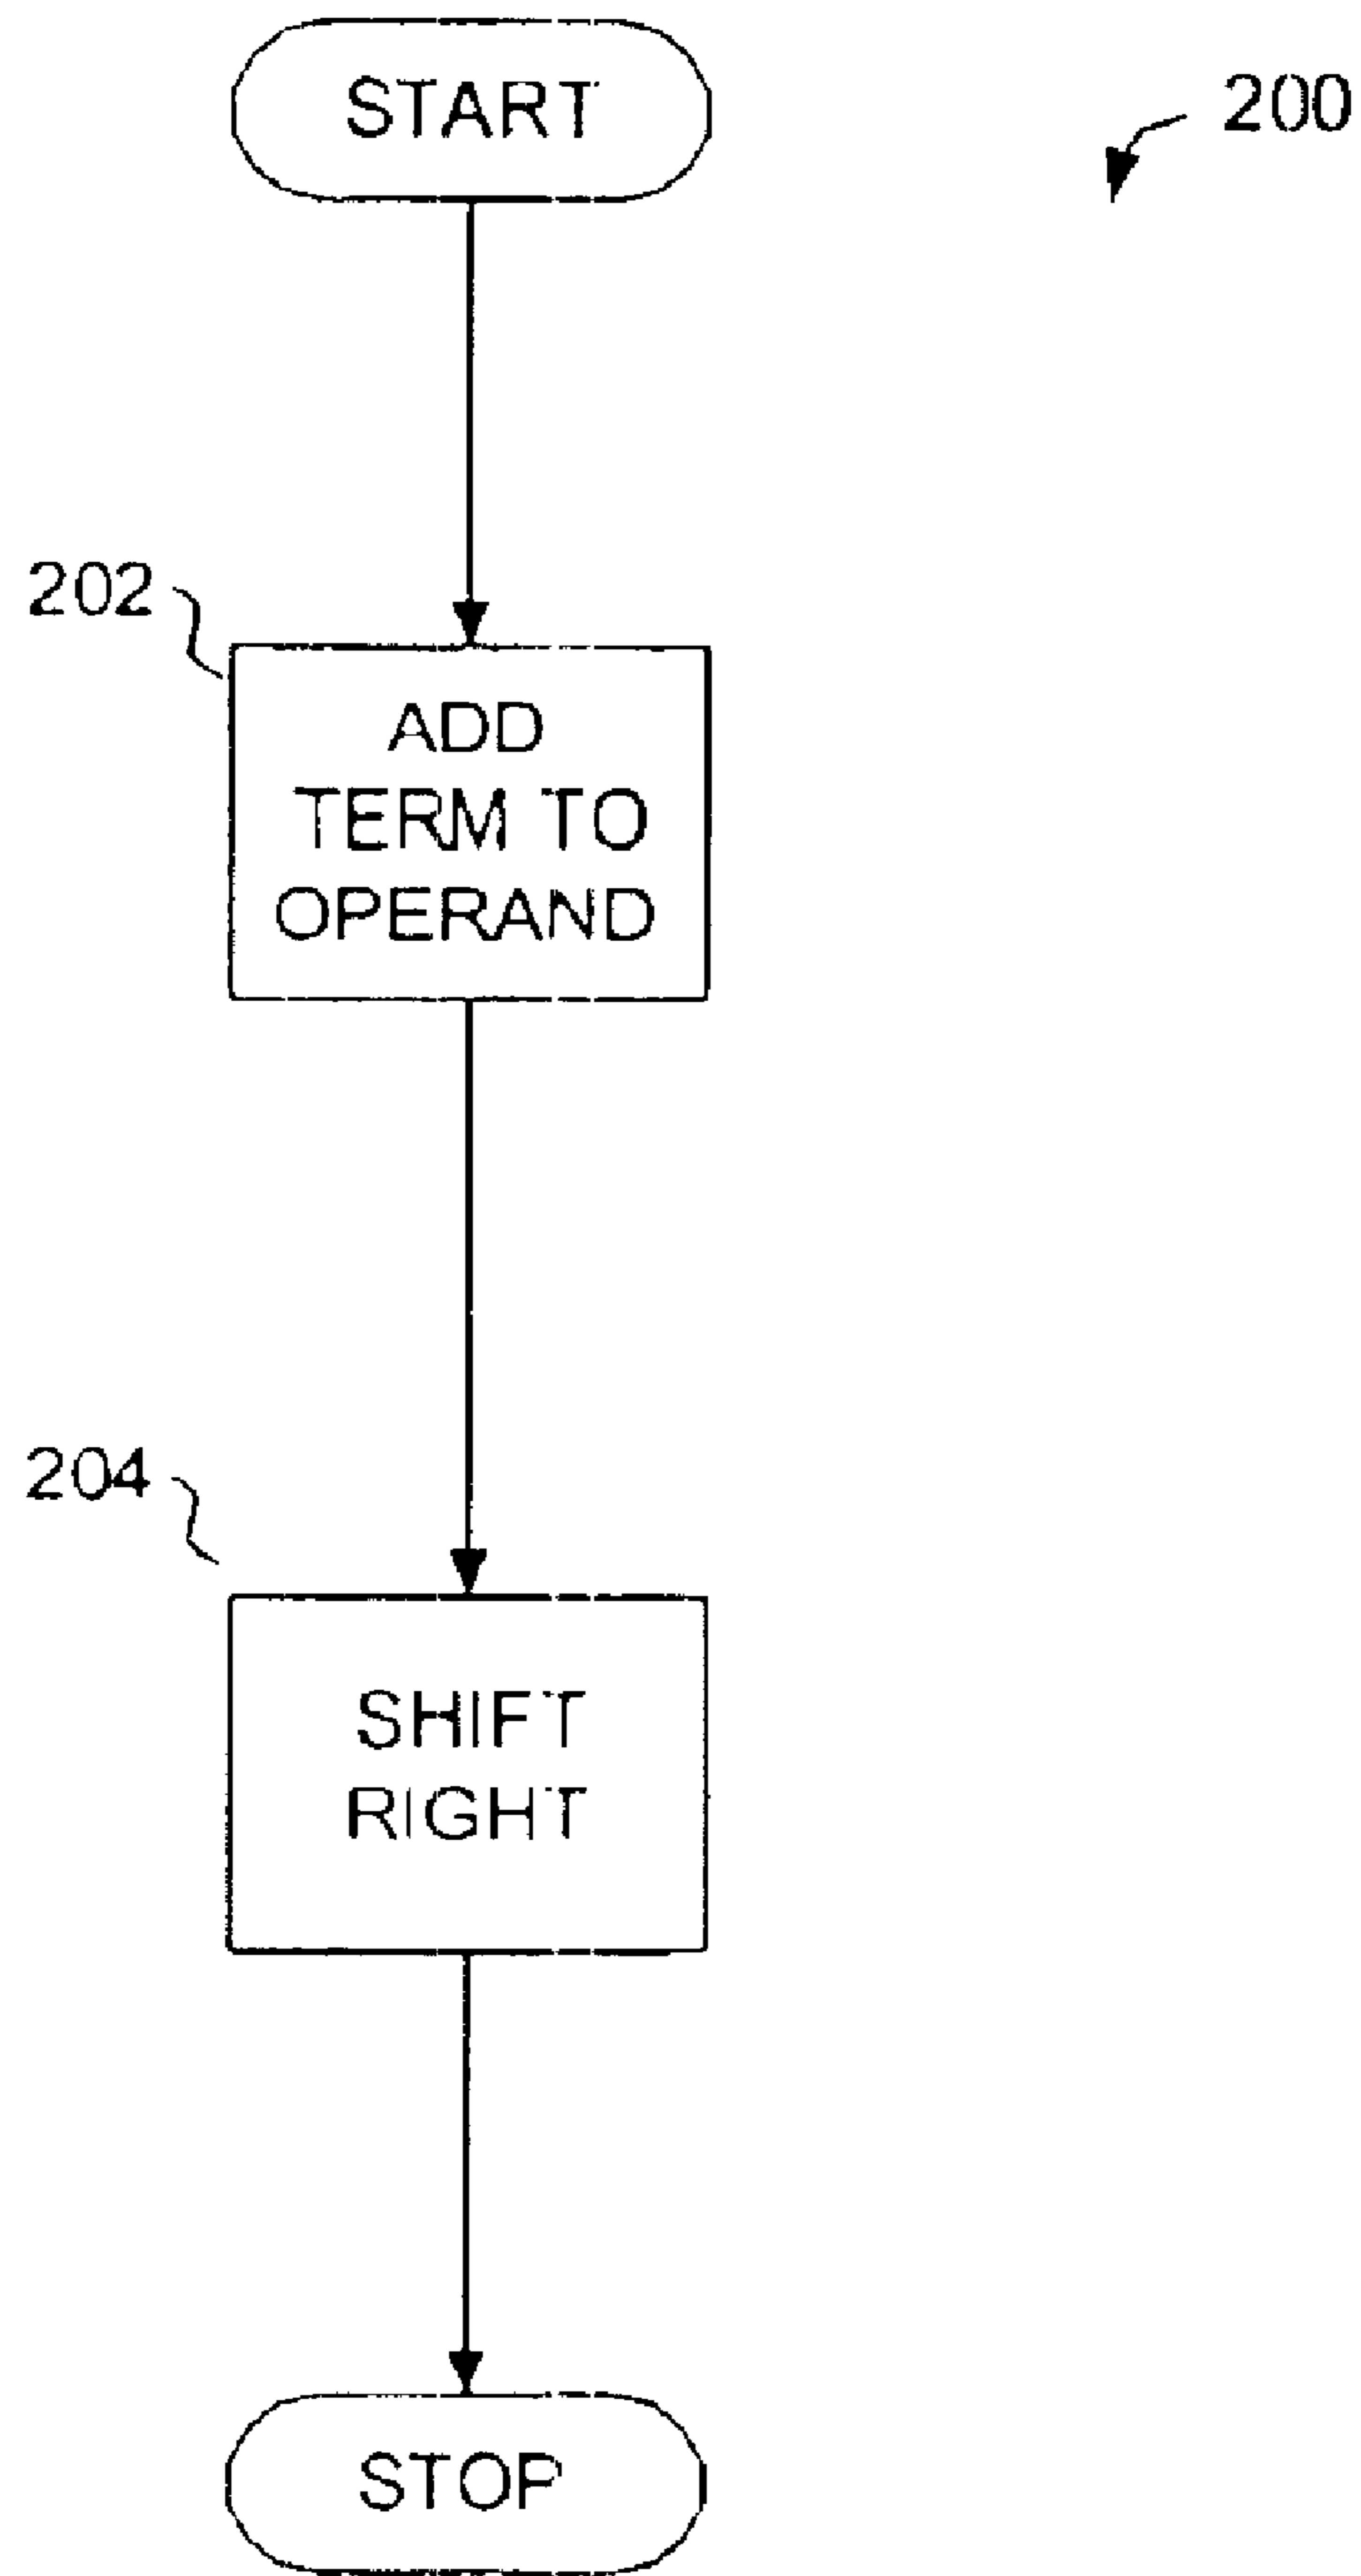 START
200
202
ADD
TERM TO
OPERAND
204
SHIFT
RIGHT
STOP